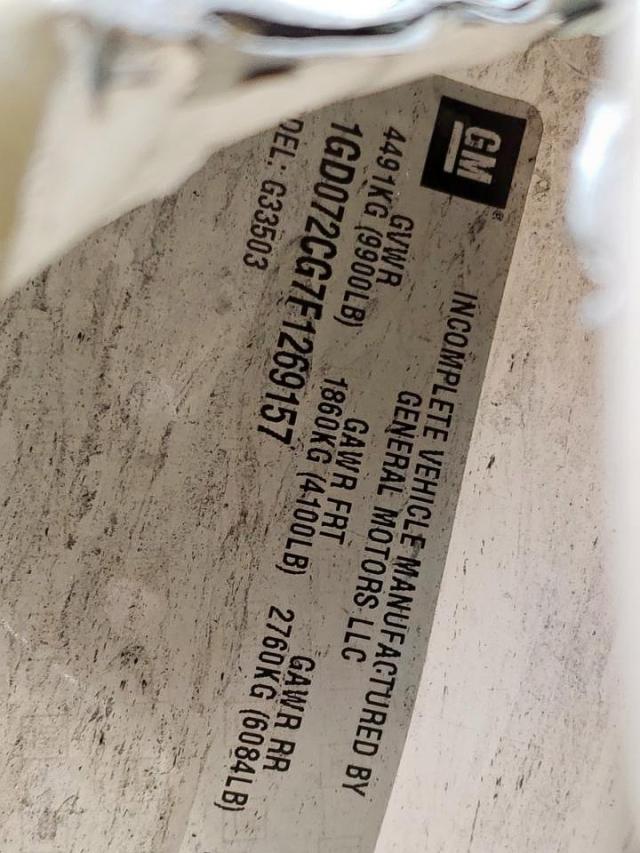 GM®
INCOMPLETE VEHICLE MANUFACTURED BY
GENERAL MOTORS LLC
GVWR GAWR FRT GAWR RR
4491KG (9900LB) 1860KG (4100LB) 2760KG (6084LB)
1GD072CG7F1269157
DEL: G33503